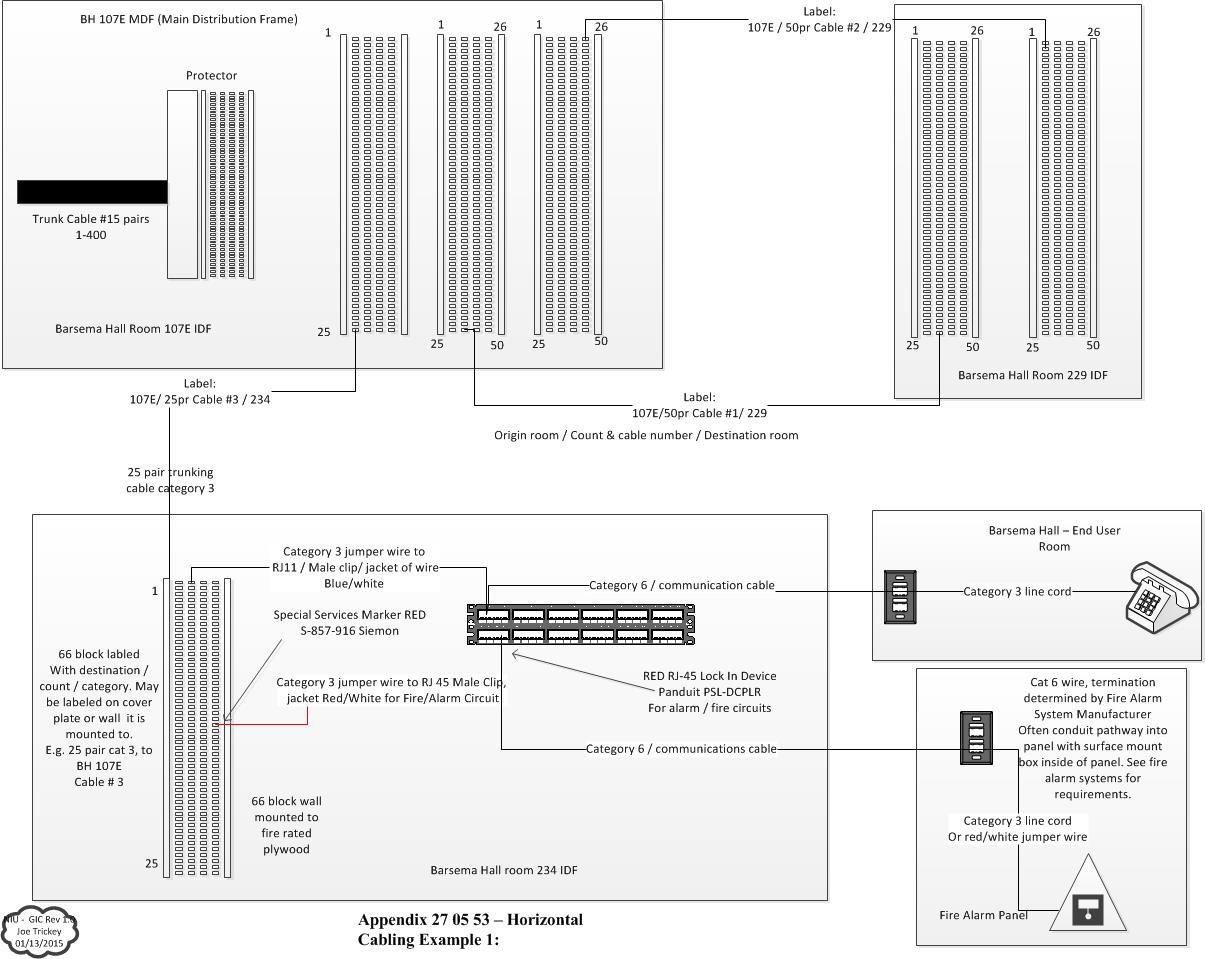 BH 107E MDF (Main Distribution Frame)
1
1
26
1
26
Label:
107E / 50pr Cable #2 / 229
1
26
1
26
Protector
Trunk Cable #15 pairs
1-400
Barsema Hall Room 107E IDF
25
25
50
25
50
25
50
25
50
Barsema Hall Room 229 IDF
Label:
107E/ 25pr Cable #3 / 234
Label:
107E/50pr Cable #1/ 229
Origin room / Count & cable number / Destination room
25 pair trunking
cable category 3
Category 3 jumper wire to
RJ11 / Male clip/ jacket of wire
Blue/white
Category 6 / communication cable
Barsema Hall – End User
Room
Category 3 line cord
1
Special Services Marker RED
S-857-916 Siemon
66 block labled
With destination /
count / category. May
be labeled on cover
plate or wall it is
mounted to.
E.g. 25 pair cat 3, to
BH 107E
Cable # 3
Category 3 jumper wire to RJ 45 Male Clip,
jacket Red/White for Fire/Alarm Circuit
RED RJ-45 Lock In Device
Panduit PSL-DCPLR
For alarm / fire circuits
Category 6 / communications cable
Cat 6 wire, termination
determined by Fire Alarm
System Manufacturer
Often conduit pathway into
panel with surface mount
box inside of panel. See fire
alarm systems for
requirements.
66 block wall
mounted to
fire rated
plywood
Category 3 line cord
Or red/white jumper wire
25
Barsema Hall room 234 IDF
Fire Alarm Panel
NIU - GIC Rev 1.0
Joe Trickey
01/13/2015
Appendix 27 05 53 – Horizontal
Cabling Example 1: